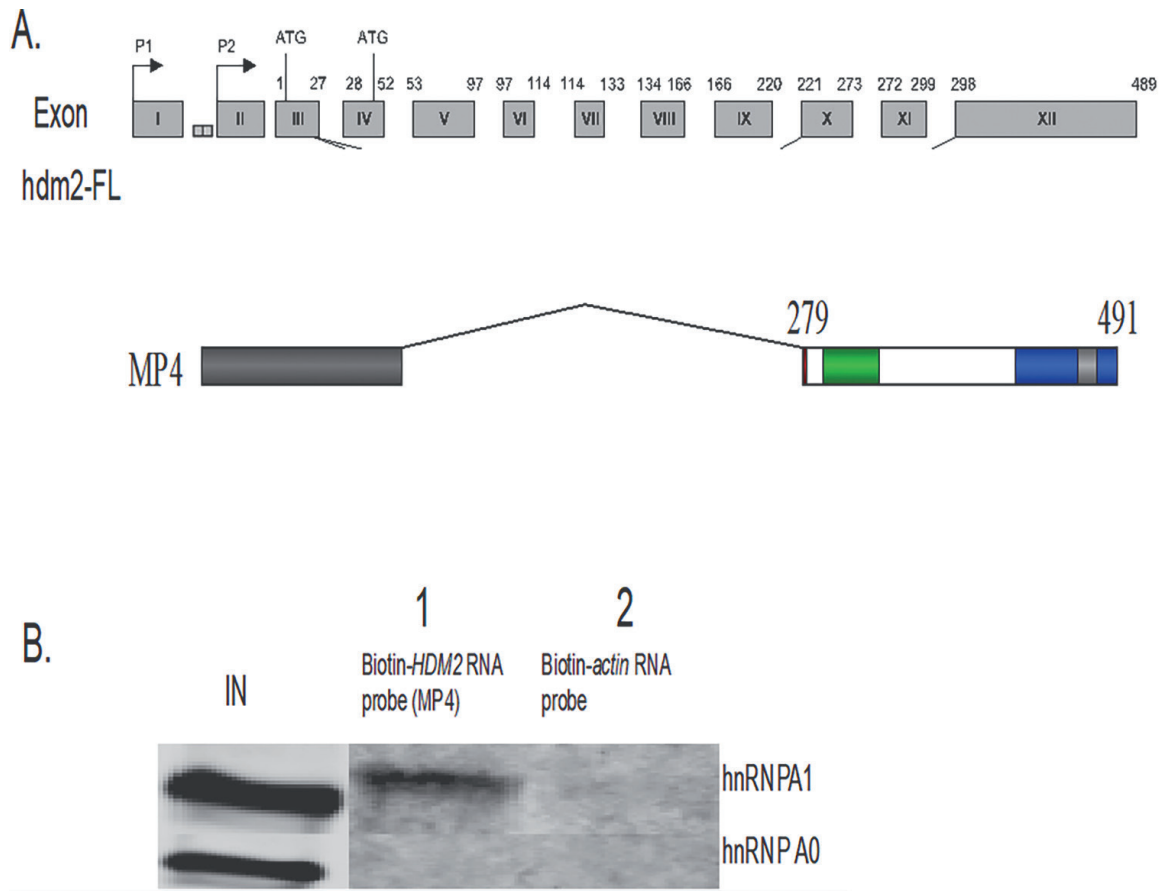 A.
P1 P2 ATG ATG
1 27 28 52 53 97 97 114 114 133 134 166 166 220 221 273 272 299 298 489
Exon I II III IV V VI VII VIII IX X XI XII
hdm2-FL
279 491
MP4
1 2
B.
Biotin-HDM2 RNA
probe (MP4)
Biotin-actin RNA
probe
IN
hnRNPA1
hnRNP A0